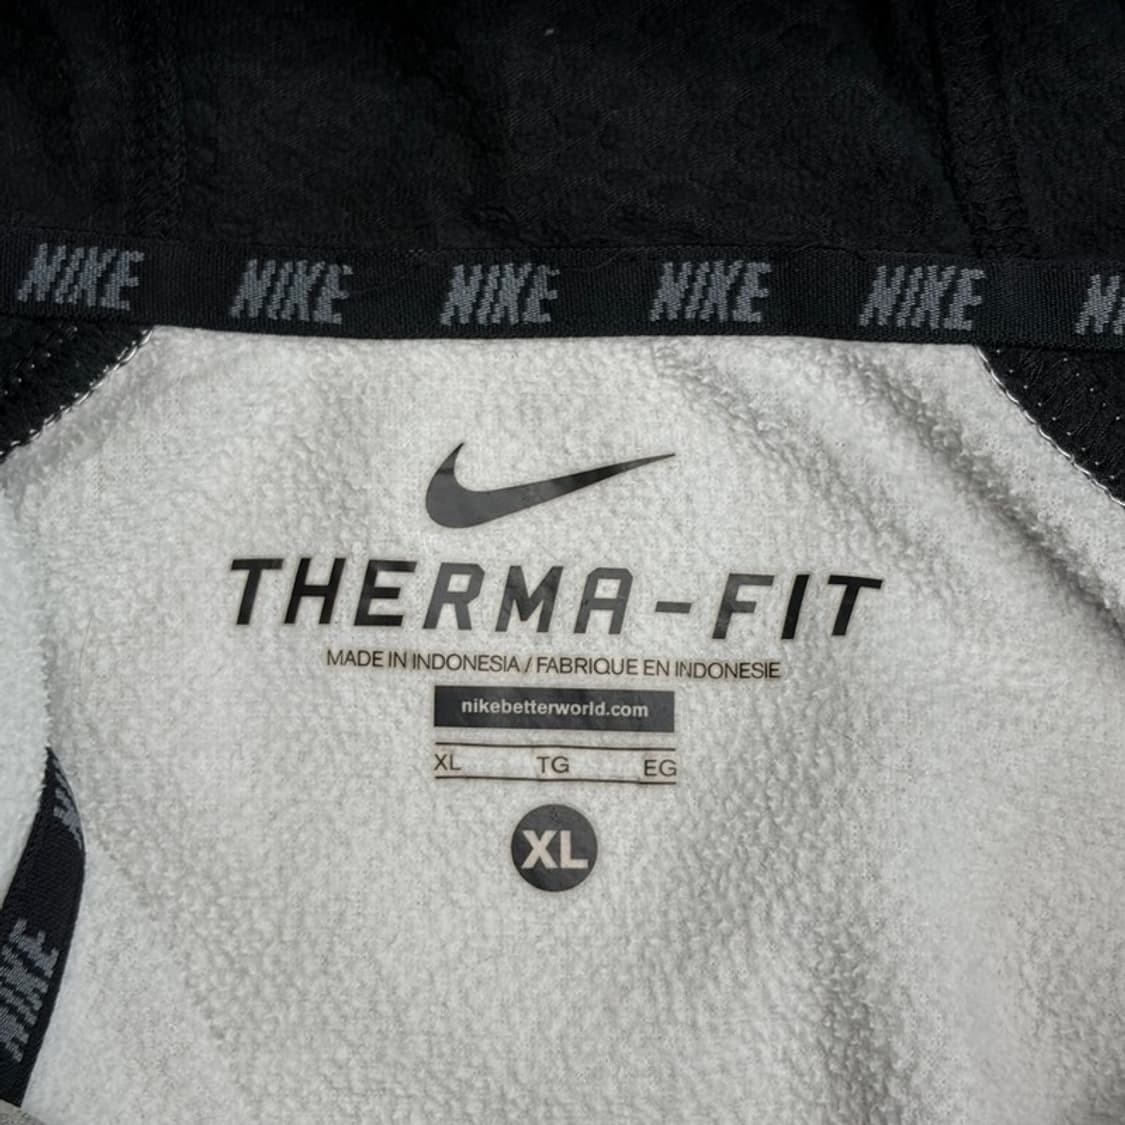 NIKE NIKE NIKE NIKE NIKE NI
THERMA-FIT
MADE IN INDONESIA / FABRIQUE EN INDONESIE
nikebetterworld.com
XL TG EG
XL
NIKE